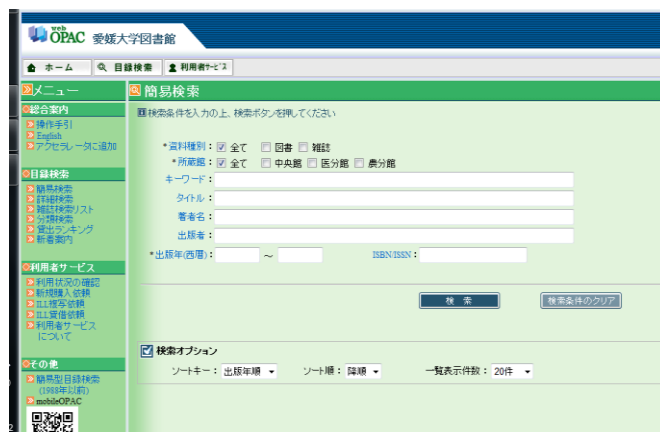 web
OPAC 愛媛大学図書館
ホーム 目録検索 利用者サービス
メニュー
総合案内
操作手引
English
アクセラレータに追加
目録検索
簡易検索
詳細検索
雑誌検索リスト
分類検索
貸出ランキング
新着案内
利用者サービス
利用状況の確認
新規購入依頼
ILL複写依頼
ILL貸借依頼
利用者サービス
について
その他
簡易型目録検索
(1988年以前)
mobileOPAC
簡易検索
検索条件を入力の上、検索ボタンを押してください
*資料種別: 全て 図書 雑誌
*所蔵館: 全て 中央館 医分館 農分館
キーワード:
タイトル:
著者名:
出版者:
*出版年(西暦): ~ ISBN/ISSN:
検 索 検索条件のクリア
検索オプション
ソートキー: 出版年順 ソート順: 降順 一覧表示件数: 20件